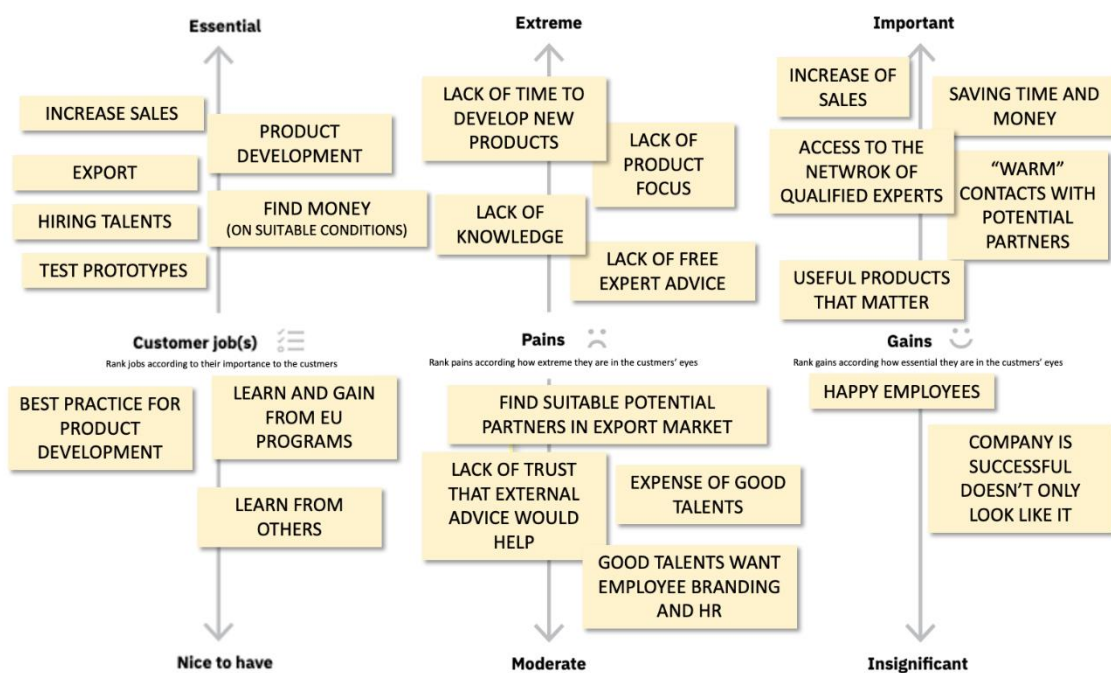 Essential
INCREASE SALES
PRODUCT
DEVELOPMENT
EXPORT
HIRING TALENTS
FIND MONEY
(ON SUITABLE CONDITIONS)
TEST PROTOTYPES
Customer job(s)
Rank jobs according to their importance to the custmers
BEST PRACTICE FOR
PRODUCT
DEVELOPMENT
LEARN AND GAIN
FROM EU
PROGRAMS
LEARN FROM
OTHERS
Nice to have
Extreme
LACK OF TIME TO
DEVELOP NEW
PRODUCTS
LACK OF
PRODUCT
FOCUS
LACK OF
KNOWLEDGE
LACK OF FREE
EXPERT ADVICE
Pains
Rank pains according how extreme they are in the custmers' eyes
FIND SUITABLE POTENTIAL
PARTNERS IN EXPORT MARKET
LACK OF TRUST
THAT EXTERNAL
ADVICE WOULD
HELP
EXPENSE OF GOOD
TALENTS
GOOD TALENTS WANT
EMPLOYEE BRANDING
AND HR
Moderate
Important
INCREASE OF
SALES
SAVING TIME AND
MONEY
ACCESS TO THE
NETWROK OF
QUALIFIED EXPERTS
“WARM”
CONTACTS WITH
POTENTIAL
PARTNERS
USEFUL PRODUCTS
THAT MATTER
Gains
Rank gains according how essential they are in the custmers' eyes
HAPPY EMPLOYEES
COMPANY IS
SUCCESSFUL
DOESN’T ONLY
LOOK LIKE IT
Insignificant